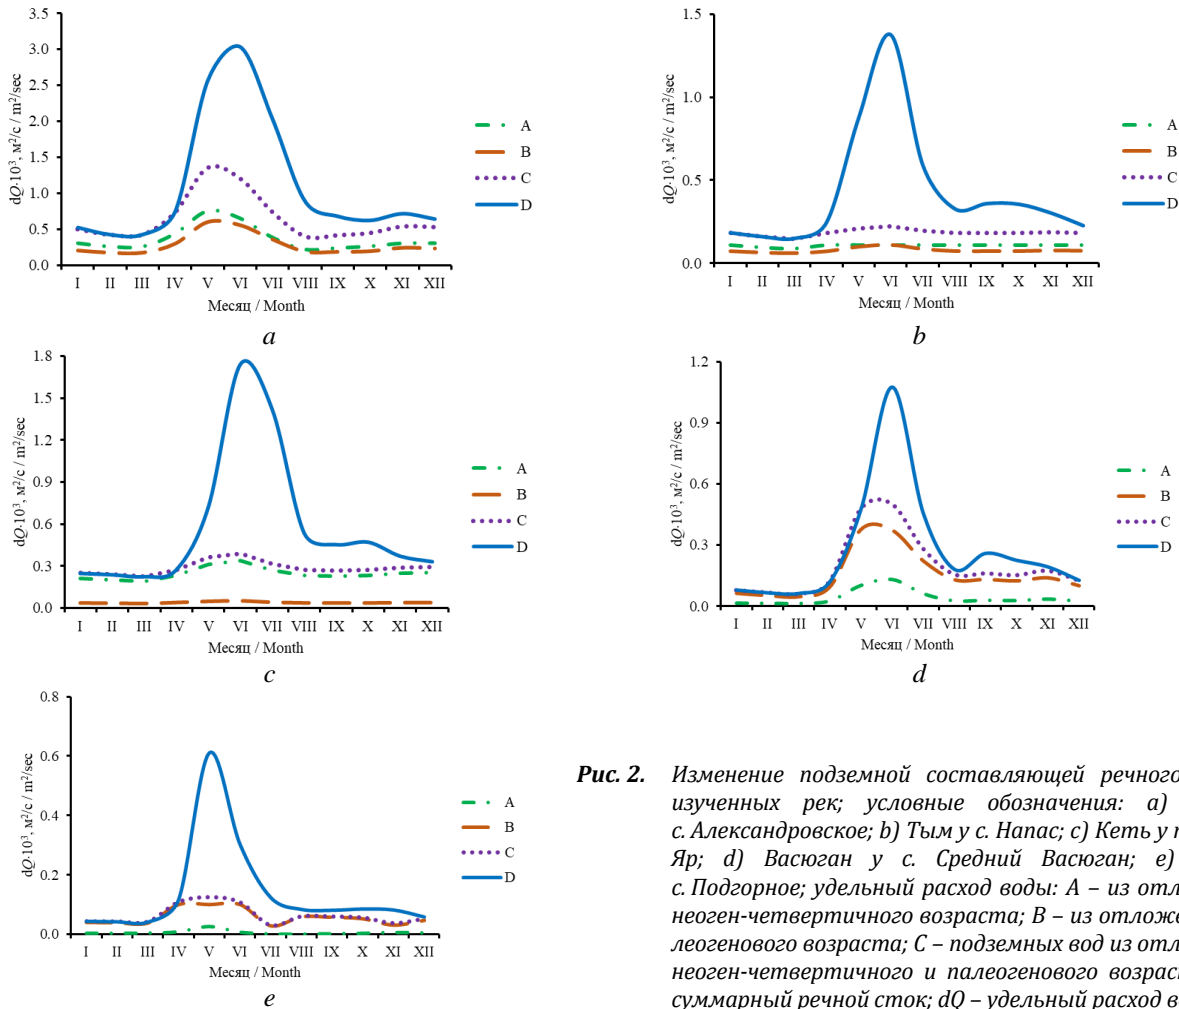 3.5
3.0
2.5
2.0
1.5
1.0
0.5
0.0
dQ·10³, м²/с / m²/sec
I II III IV V VI VII VIII IX X XI XII
Месяц / Month
A
B
C
D
a
1.5
1.0
0.5
0.0
dQ·10³, м²/с / m²/sec
I II III IV V VI VII VIII IX X XI XII
Месяц / Month
A
B
C
D
b
1.8
1.5
1.2
0.9
0.6
0.3
0.0
dQ·10³, м²/с / m²/sec
I II III IV V VI VII VIII IX X XI XII
Месяц / Month
A
B
C
D
c
1.2
0.9
0.6
0.3
0.0
dQ·10³, м²/с / m²/sec
I II III IV V VI VII VIII IX X XI XII
Месяц / Month
A
B
C
D
d
0.8
0.6
0.4
0.2
0.0
dQ·10³, м²/с / m²/sec
I II III IV V VI VII VIII IX X XI XII
Месяц / Month
A
B
C
D
e
Рис. 2. Изменение подземной составляющей речного
изученных рек; условные обозначения: a)
с. Александровское; b) Тым у с. Напас; c) Кеть у
Яр; d) Васюган у с. Средний Васюган; e)
с. Подгорное; удельный расход воды: A – из отл
неоген-четвертичного возраста; B – из отложе
леогенового возраста; C – подземных вод из отл
неоген-четвертичного и палеогенового возрас
суммарный речной сток; dQ – удельный расход в